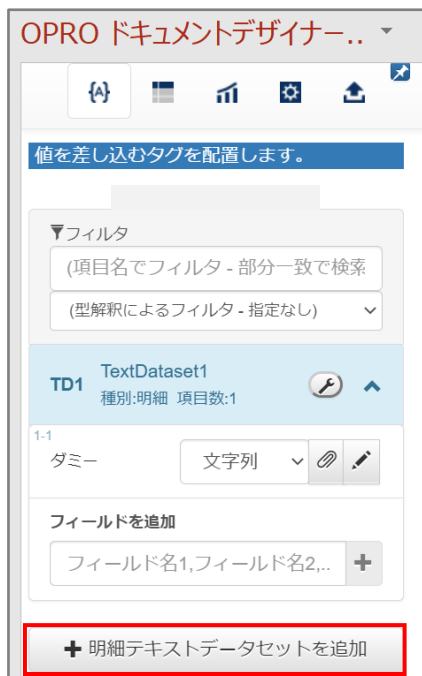 OPRO ドキュメントデザイナー..
{A}
値を差し込むタグを配置します。
フィルタ
(項目名でフィルタ - 部分一致で検索
(型解釈によるフィルタ - 指定なし)
TD1 TextDataset1
種別:明細 項目数:1
1-1
ダミー 文字列
フィールドを追加
フィールド名1,フィールド名2,..
明細テキストデータセットを追加